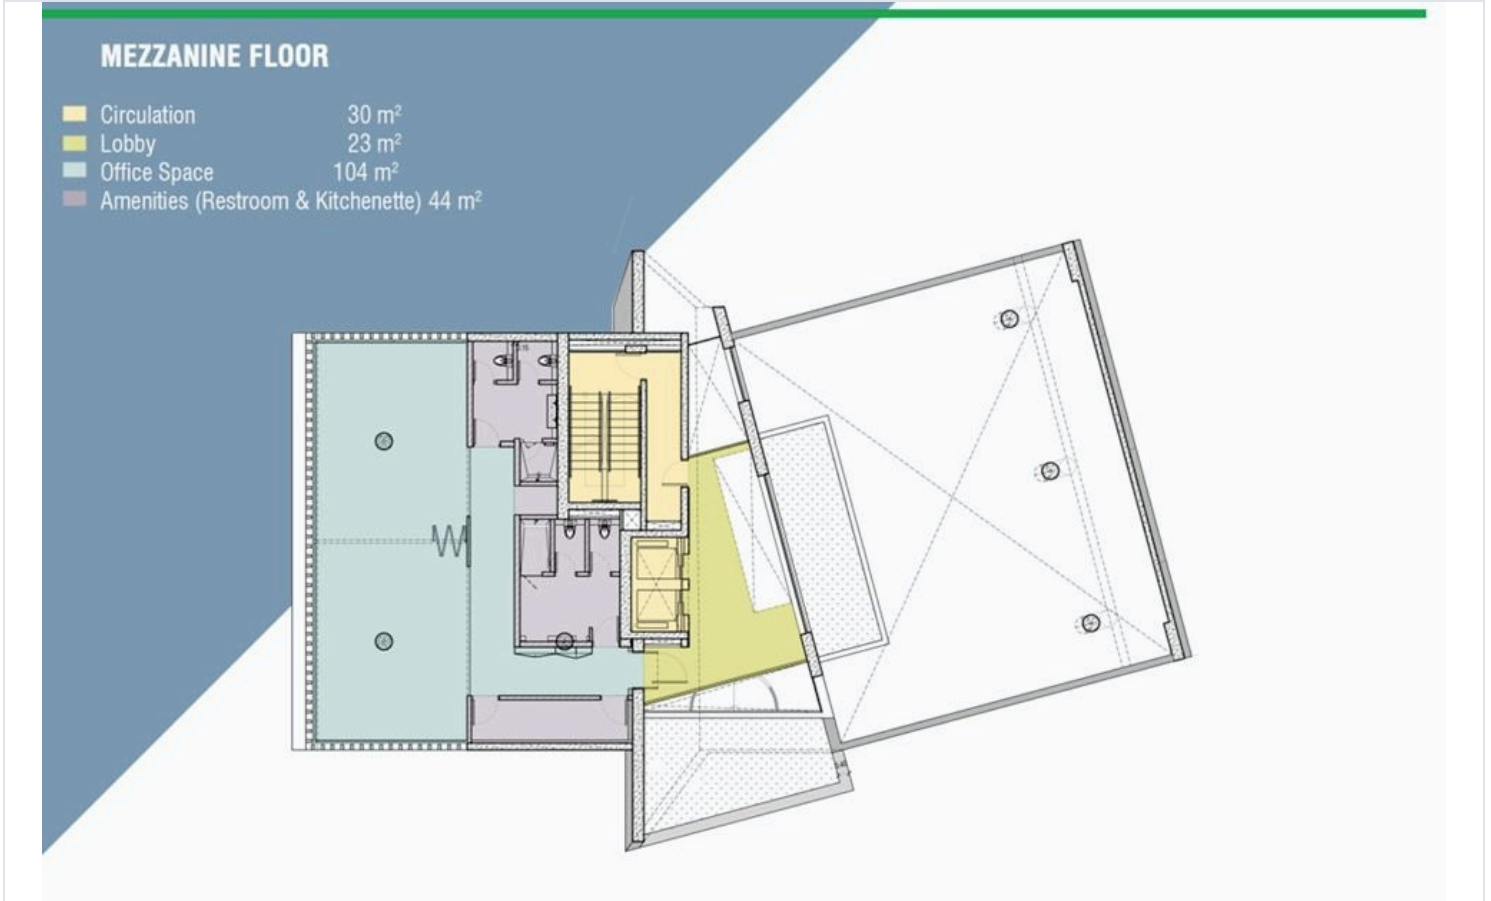 MEZZANINE FLOOR
Circulation 30 m²
Lobby 23 m²
Office Space 104 m²
Amenities (Restroom & Kitchenette) 44 m²